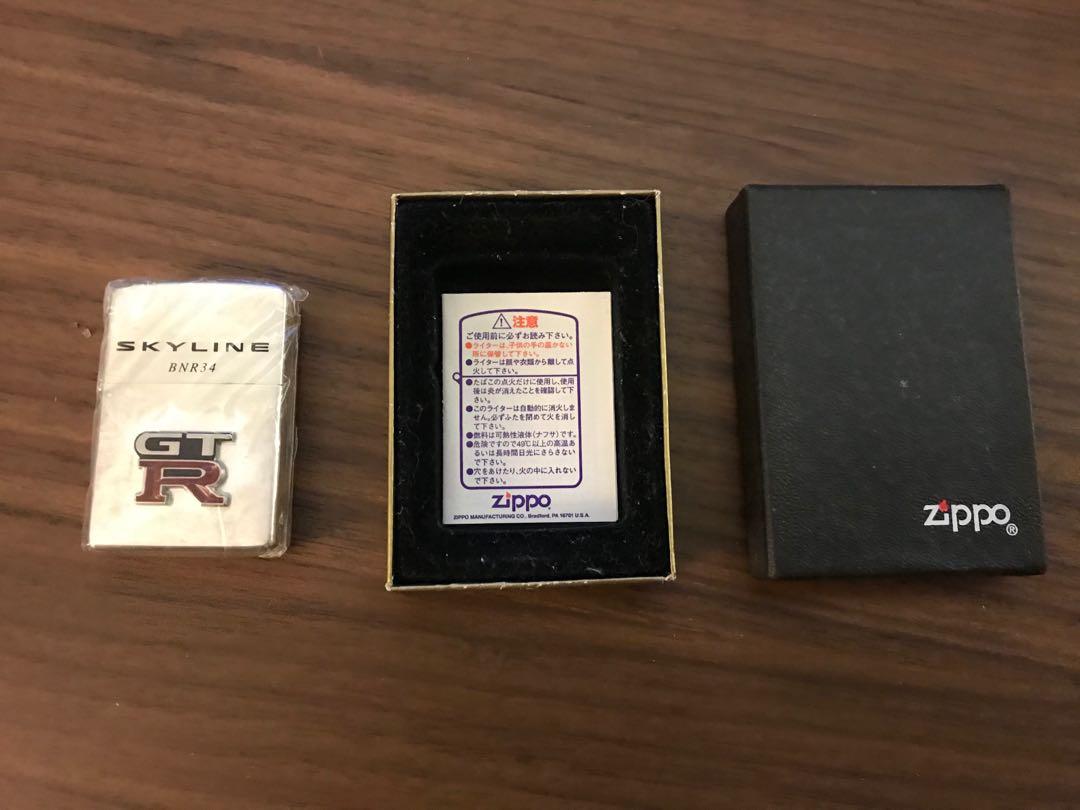 SKYLINE
BNR34
GT
R
注意
ご使用前に必ずお読み下さい。
●ライターは、子供の手の届かない
所に保管して下さい。
●ライターは顔や衣類から離して点
火して下さい。
●たばこの点火だけに使用し、使用
後は炎が消えたことを確認して下
さい。
●このライターは自動的に消火しま
せん。必ずふたを閉めて火を消し
て下さい。
●燃料は可燃性液体(ナフサ)です。
●危険ですので49℃以上の高温あ
るいは長時間日光にさらさない
で下さい。
●穴をあけたり、火の中に入れない
で下さい。
zippo
ZIPPO MANUFACTURING CO., Bradford, PA 16701 U.S.A.
zippo®